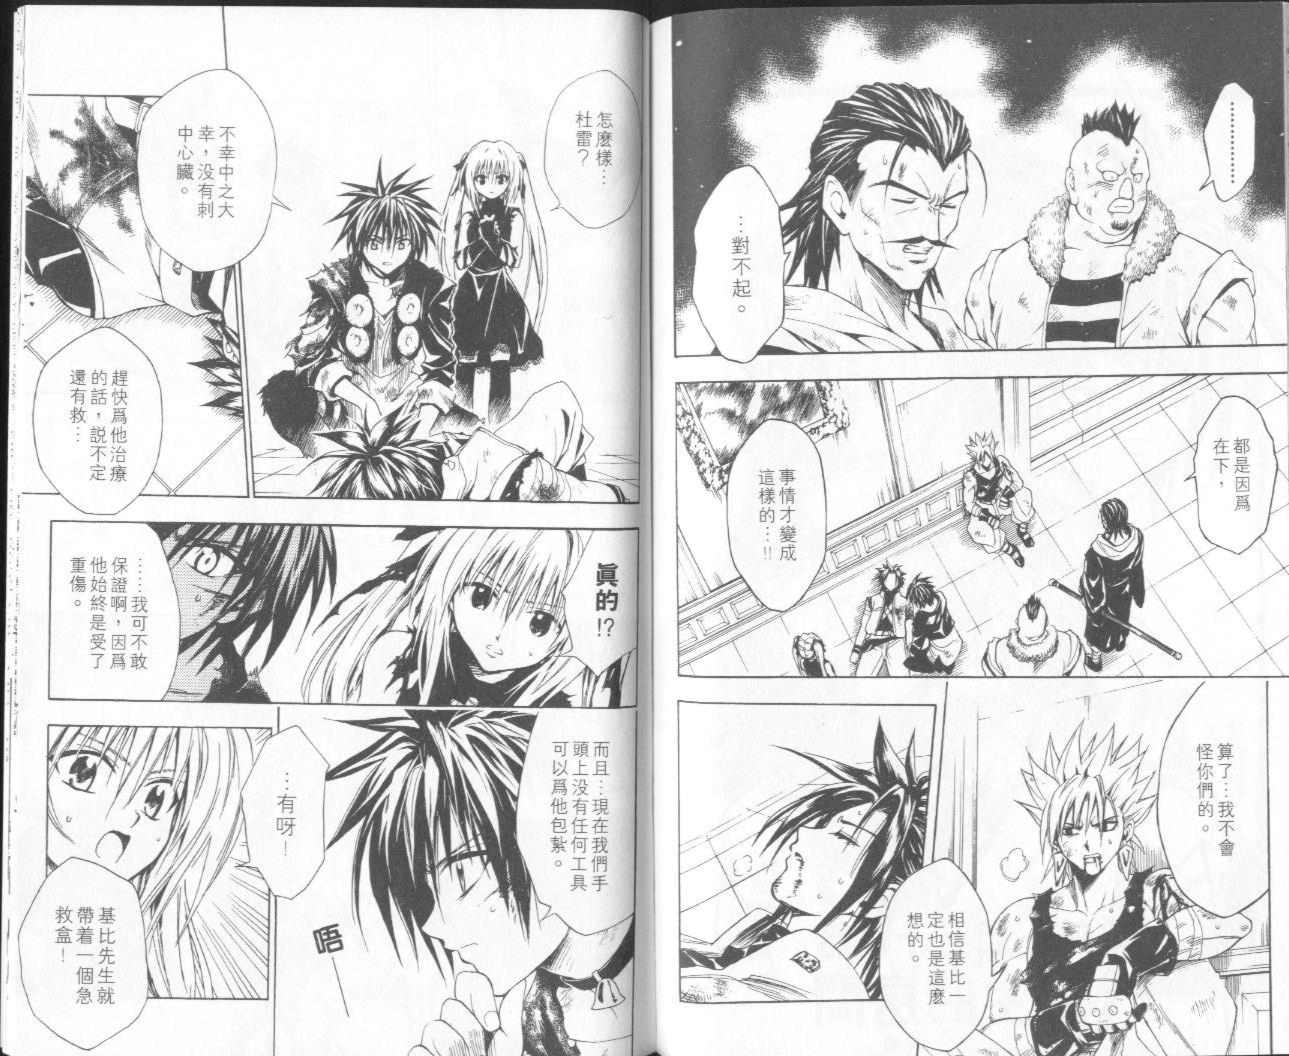 …………
…對不起。
都是因爲
在下，
事情才變成
這樣的…!!
算了…我不會
怪你們的。
相信基比一
定也是這麼
想的。
怎麼樣…
杜雷？
不幸中之大
幸，没有刺
中心臟。
趕快爲他治療
的話，説不定
還有救…
眞的!?
……我可不敢
保證啊，因爲
他始終是受了
重傷。
而且…現在我們手
頭上没有任何工具
可以爲他包紮。
唔—
…有呀！
基比先生就
帶着一個急
救盒！